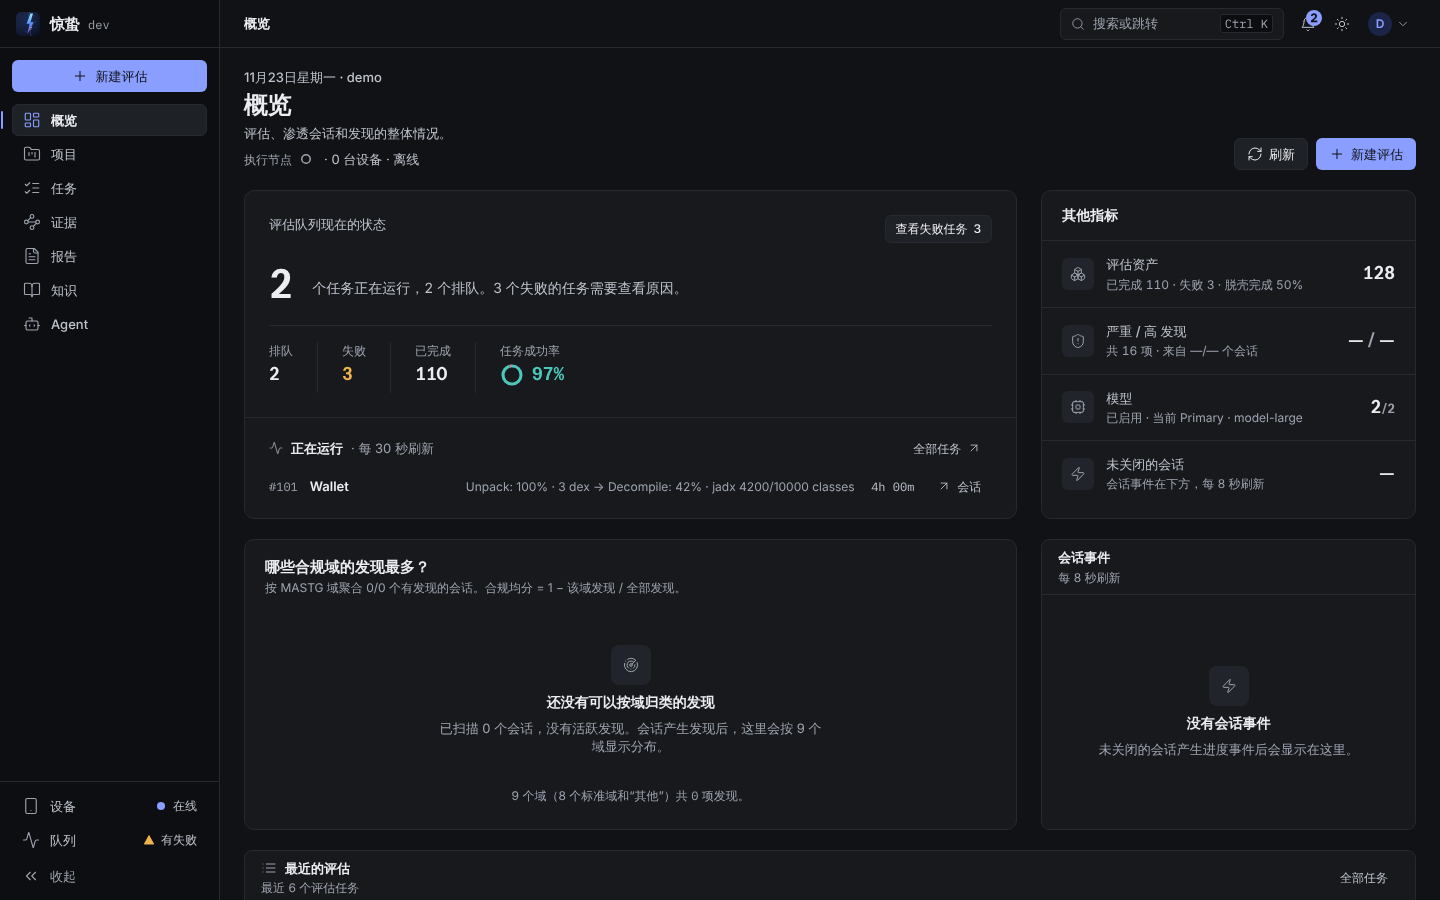 惊蛰 dev
新建评估
概览
项目
任务
证据
报告
知识
Agent
设备 在线
队列 有失败
收起
概览
搜索或跳转 Ctrl K
2
D
11月23日星期一 · demo
概览
评估、渗透会话和发现的整体情况。
执行节点 · 0 台设备 · 离线
刷新
新建评估
评估队列现在的状态
查看失败任务 3
2 个任务正在运行，2 个排队。3 个失败的任务需要查看原因。
排队 失败 已完成 任务成功率
2 3 110 97%
正在运行 · 每 30 秒刷新
全部任务
#101 Wallet Unpack: 100% · 3 dex → Decompile: 42% · jadx 4200/10000 classes 4h 00m 会话
其他指标
评估资产
已完成 110 · 失败 3 · 脱壳完成 50%
128
严重 / 高 发现
共 16 项 · 来自 —/— 个会话
— / —
模型
已启用 · 当前 Primary · model-large
2/2
未关闭的会话
会话事件在下方，每 8 秒刷新
—
哪些合规域的发现最多？
按 MASTG 域聚合 0/0 个有发现的会话。合规均分 = 1 − 该域发现 / 全部发现。
还没有可以按域归类的发现
已扫描 0 个会话，没有活跃发现。会话产生发现后，这里会按 9 个
域显示分布。
9 个域（8 个标准域和“其他”）共 0 项发现。
会话事件
每 8 秒刷新
没有会话事件
未关闭的会话产生进度事件后会显示在这里。
最近的评估
最近 6 个评估任务
全部任务